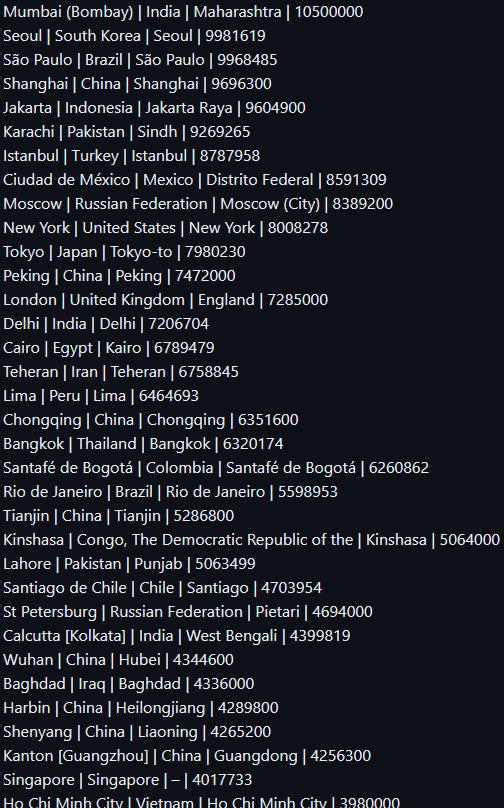 Mumbai (Bombay) | India | Maharashtra | 10500000
Seoul | South Korea | Seoul | 9981619
São Paulo | Brazil | São Paulo | 9968485
Shanghai | China | Shanghai | 9696300
Jakarta | Indonesia | Jakarta Raya | 9604900
Karachi | Pakistan | Sindh | 9269265
Istanbul | Turkey | Istanbul | 8787958
Ciudad de México | Mexico | Distrito Federal | 8591309
Moscow | Russian Federation | Moscow (City) | 8389200
New York | United States | New York | 8008278
Tokyo | Japan | Tokyo-to | 7980230
Peking | China | Peking | 7472000
London | United Kingdom | England | 7285000
Delhi | India | Delhi | 7206704
Cairo | Egypt | Kairo | 6789479
Teheran | Iran | Teheran | 6758845
Lima | Peru | Lima | 6464693
Chongqing | China | Chongqing | 6351600
Bangkok | Thailand | Bangkok | 6320174
Santafé de Bogotá | Colombia | Santafé de Bogotá | 6260862
Rio de Janeiro | Brazil | Rio de Janeiro | 5598953
Tianjin | China | Tianjin | 5286800
Kinshasa | Congo, The Democratic Republic of the | Kinshasa | 5064000
Lahore | Pakistan | Punjab | 5063499
Santiago de Chile | Chile | Santiago | 4703954
St Petersburg | Russian Federation | Pietari | 4694000
Calcutta [Kolkata] | India | West Bengali | 4399819
Wuhan | China | Hubei | 4344600
Baghdad | Iraq | Baghdad | 4336000
Harbin | China | Heilongjiang | 4289800
Shenyang | China | Liaoning | 4265200
Kanton [Guangzhou] | China | Guangdong | 4256300
Singapore | Singapore | – | 4017733
Ho Chi Minh City | Vietnam | Ho Chi Minh City | 3980000